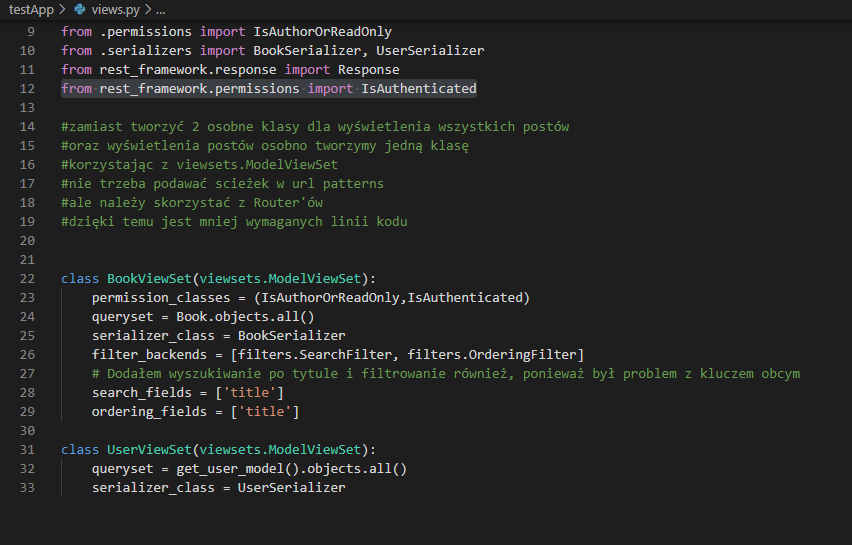 testApp > views.py > ...
9 from .permissions import IsAuthorOrReadOnly
10 from .serializers import BookSerializer, UserSerializer
11 from rest_framework.response import Response
12 from rest_framework.permissions import IsAuthenticated
13
14 #zamiast tworzyć 2 osobne klasy dla wyświetlenia wszystkich postów
15 #oraz wyświetlenia postów osobno tworzymy jedną klasę
16 #korzystając z viewsets.ModelViewSet
17 #nie trzeba podawać scieżek w url patterns
18 #ale należy skorzystać z Router'ów
19 #dzięki temu jest mniej wymaganych linii kodu
20
21
22 class BookViewSet(viewsets.ModelViewSet):
23     permission_classes = (IsAuthorOrReadOnly,IsAuthenticated)
24     queryset = Book.objects.all()
25     serializer_class = BookSerializer
26     filter_backends = [filters.SearchFilter, filters.OrderingFilter]
27     # Dodałem wyszukiwanie po tytule i filtrowanie również, ponieważ był problem z kluczem obcym
28     search_fields = ['title']
29     ordering_fields = ['title']
30
31 class UserViewSet(viewsets.ModelViewSet):
32     queryset = get_user_model().objects.all()
33     serializer_class = UserSerializer